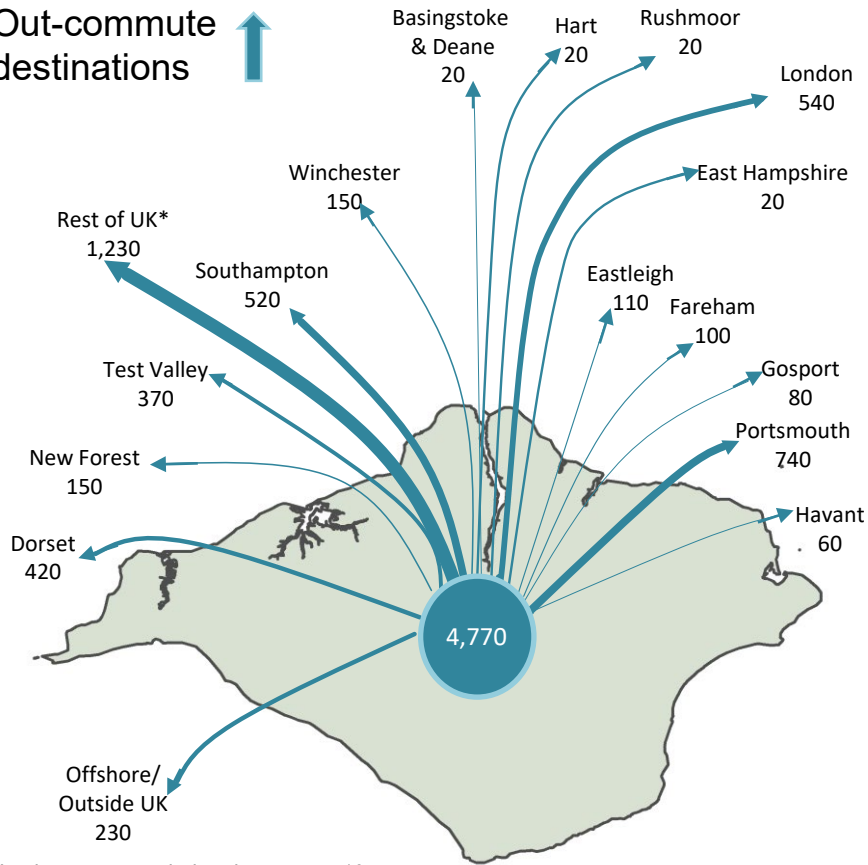 Out-commute
destinations
Basingstoke
& Deane
20
Hart
20
Rushmoor
20
London
540
Winchester
150
East Hampshire
20
Rest of UK*
1,230
Southampton
520
Eastleigh
110
Fareham
100
Test Valley
370
Gosport
80
Portsmouth
740
New Forest
150
Havant
60
Dorset
420
4,770
Offshore/
Outside UK
230